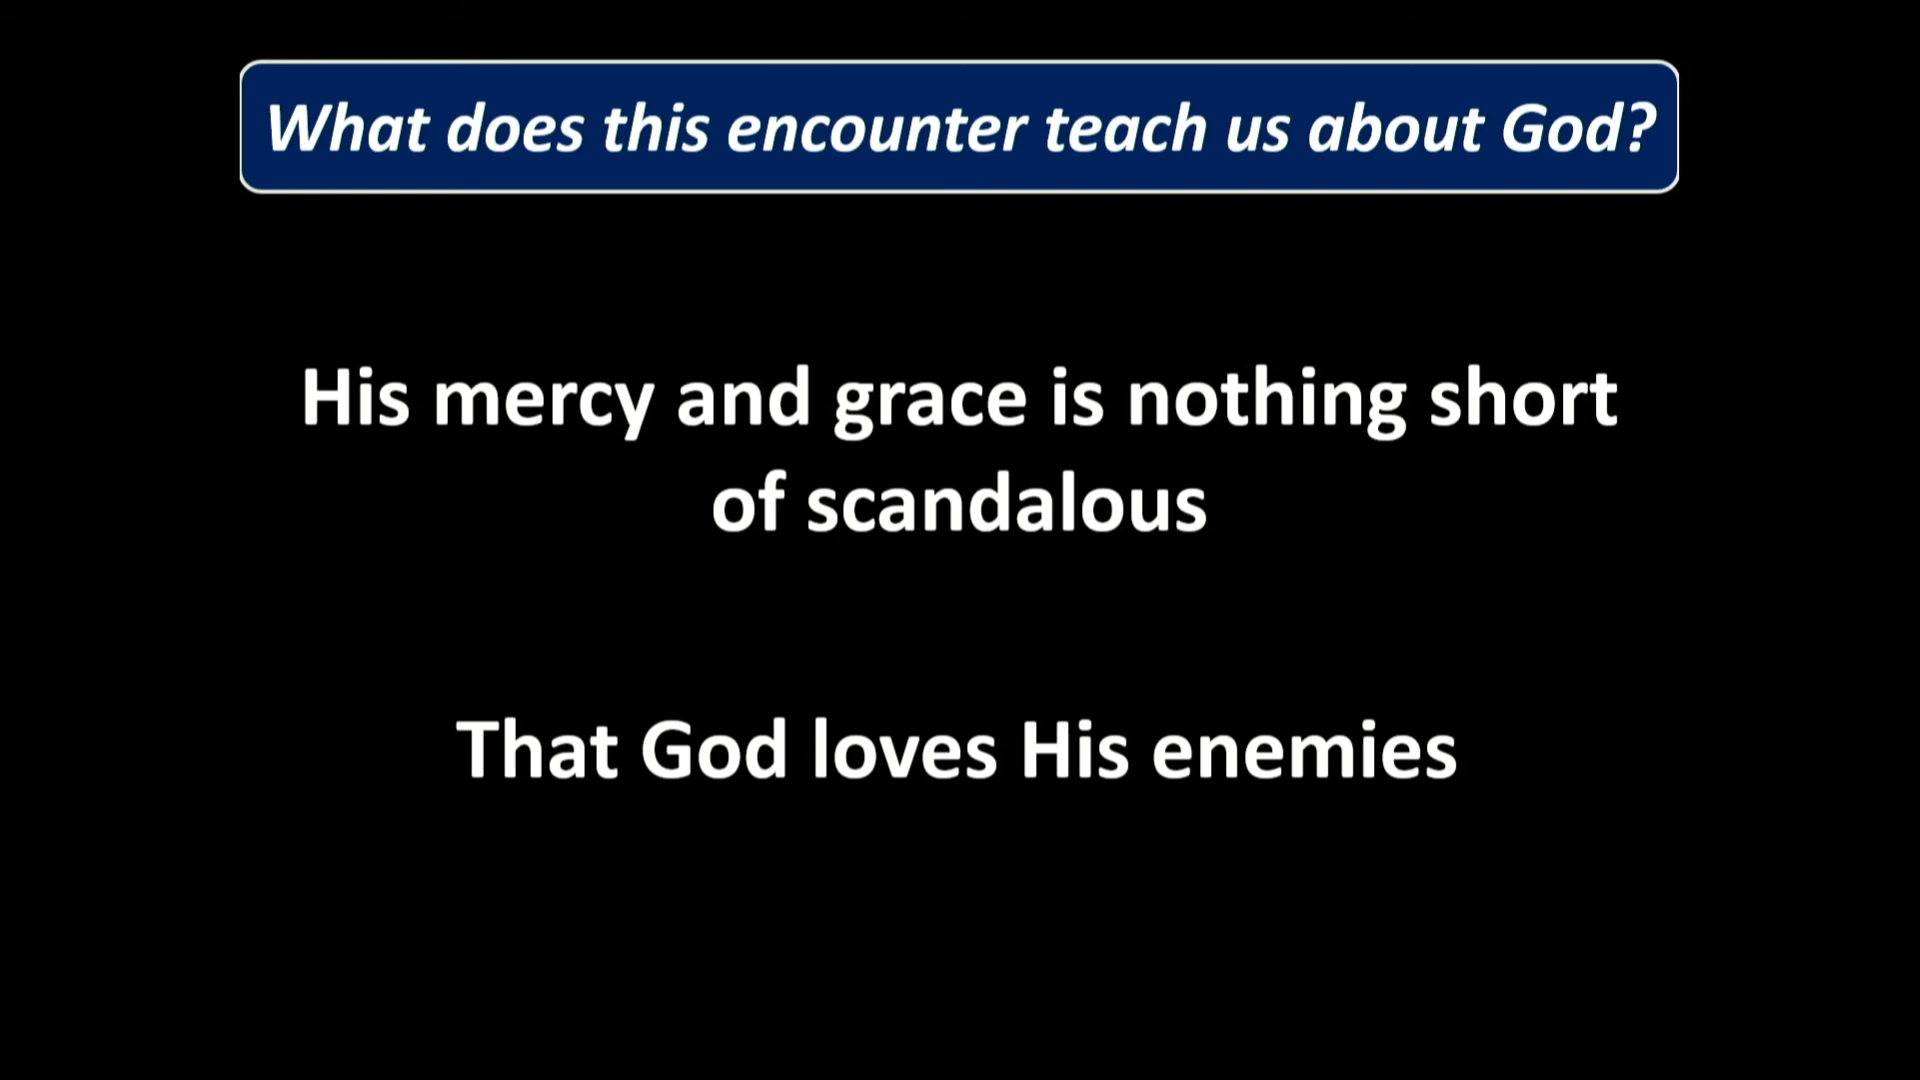 What does this encounter teach us about God?
His mercy and grace is nothing short
of scandalous
That God loves His enemies